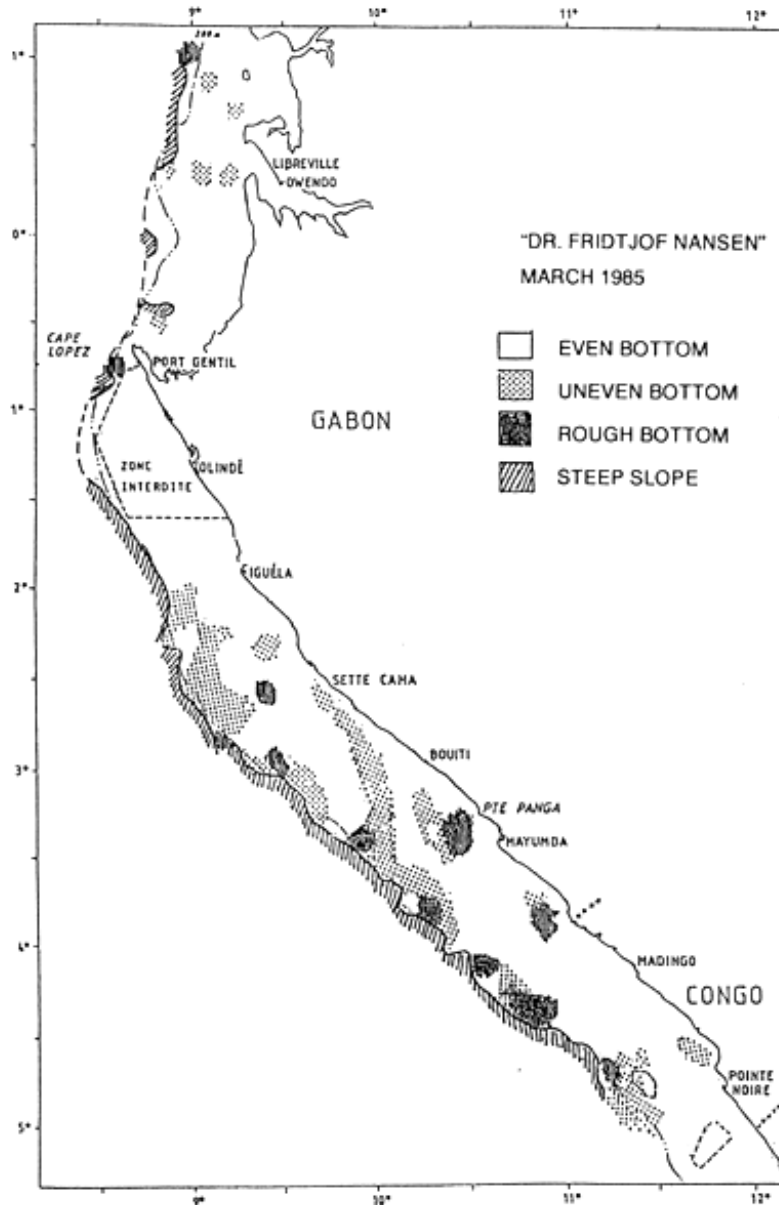 9° 10° 11° 12°
200 m
1°
LIBREVILLE
OWENDO
0°
"DR. FRIDTJOF NANSEN"
MARCH 1985
CAPE
LOPEZ
PORT GENTIL
EVEN BOTTOM
UNEVEN BOTTOM
ROUGH BOTTOM
STEEP SLOPE
1°
GABON
OLINDË
ZONE
INTERDITE
2°
SETTE CAMA
3°
BOUITI
PTE PANGA
MAYUMBA
4°
MADINGO
CONGO
POINTE
NOIRE
5°
9° 10° 11° 12°